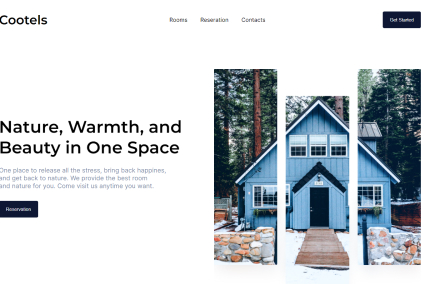 Cootels
Rooms
Reseration
Contacts
Get Started
Nature, Warmth, and
Beauty in One Space
One place to release all the stress, bring back happines,
and get back to nature. We provide the best room
and nature for you. Come visit us anytime you want.
Reservation